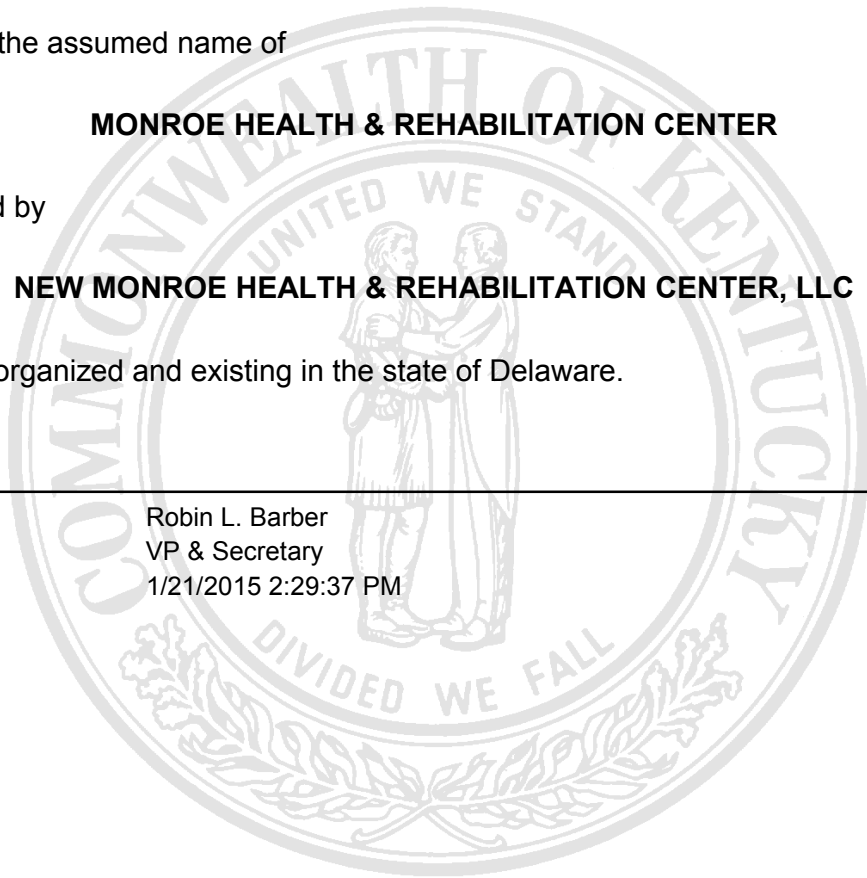 the assumed name of
MONROE HEALTH & REHABILITATION CENTER
d by
NEW MONROE HEALTH & REHABILITATION CENTER, LLC
organized and existing in the state of Delaware.
Robin L. Barber
VP & Secretary
1/21/2015 2:29:37 PM
COMMONWEALTH OF KENTUCKY
UNITED WE STAND
DIVIDED WE FALL